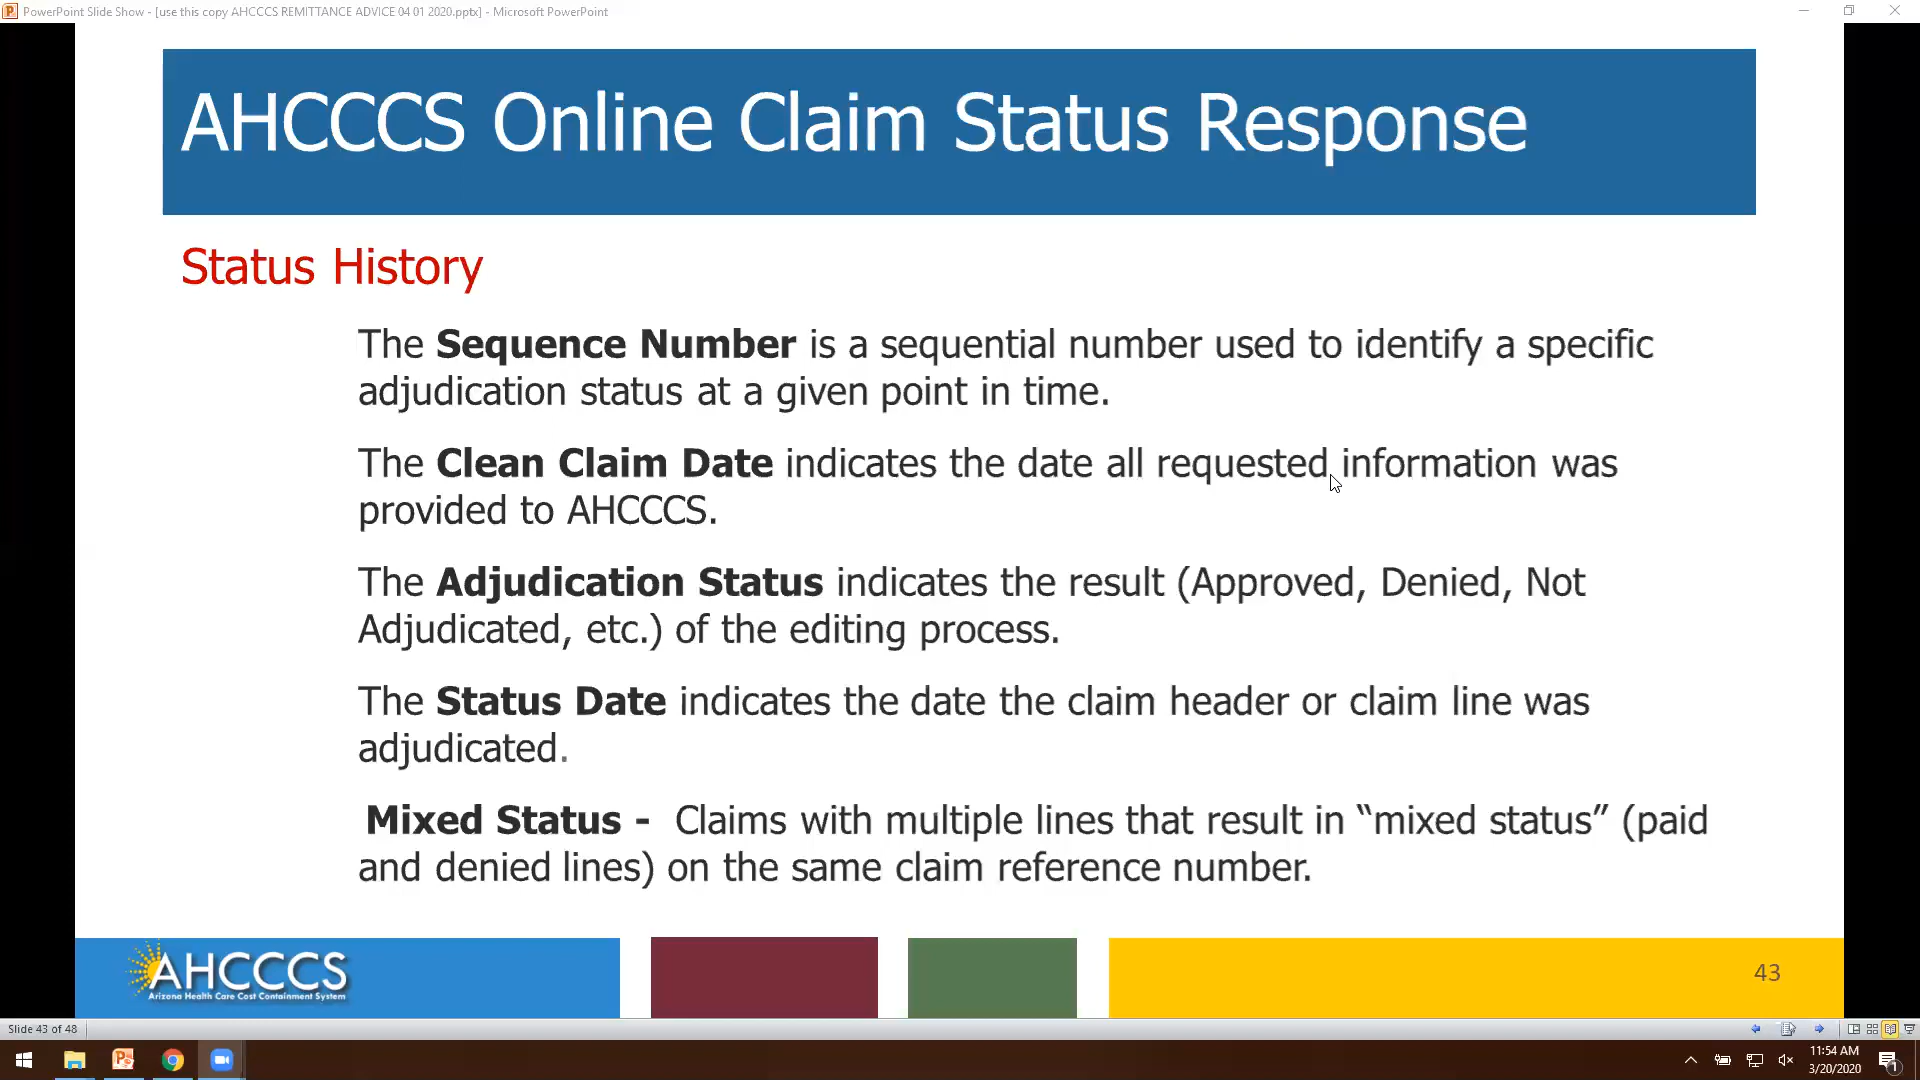 PowerPoint Slide Show - [use this copy AHCCCS REMITTANCE ADVICE 04 01 2020.pptx] - Microsoft PowerPoint
AHCCCS Online Claim Status Response
Status History
The Sequence Number is a sequential number used to identify a specific
adjudication status at a given point in time.
The Clean Claim Date indicates the date all requested information was
provided to AHCCCS.
The Adjudication Status indicates the result (Approved, Denied, Not
Adjudicated, etc.) of the editing process.
The Status Date indicates the date the claim header or claim line was
adjudicated.
Mixed Status - Claims with multiple lines that result in “mixed status” (paid
and denied lines) on the same claim reference number.
AHCCCS
Arizona Health Care Cost Containment System
43
Slide 43 of 48
11:54 AM
3/20/2020
1